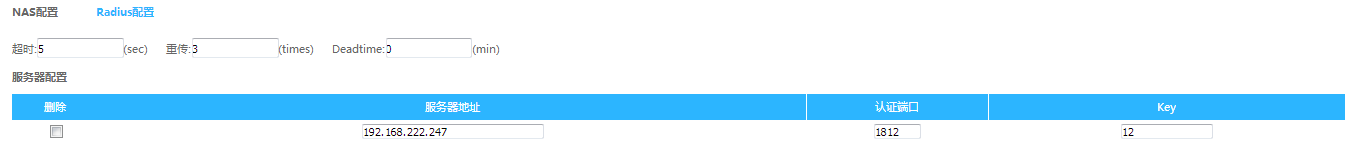 NAS配置 Radius配置
超时:5(sec) 重传:3(times) Deadtime:0(min)
服务器配置
删除 服务器地址 认证端口 Key
192.168.222.247 1812 12